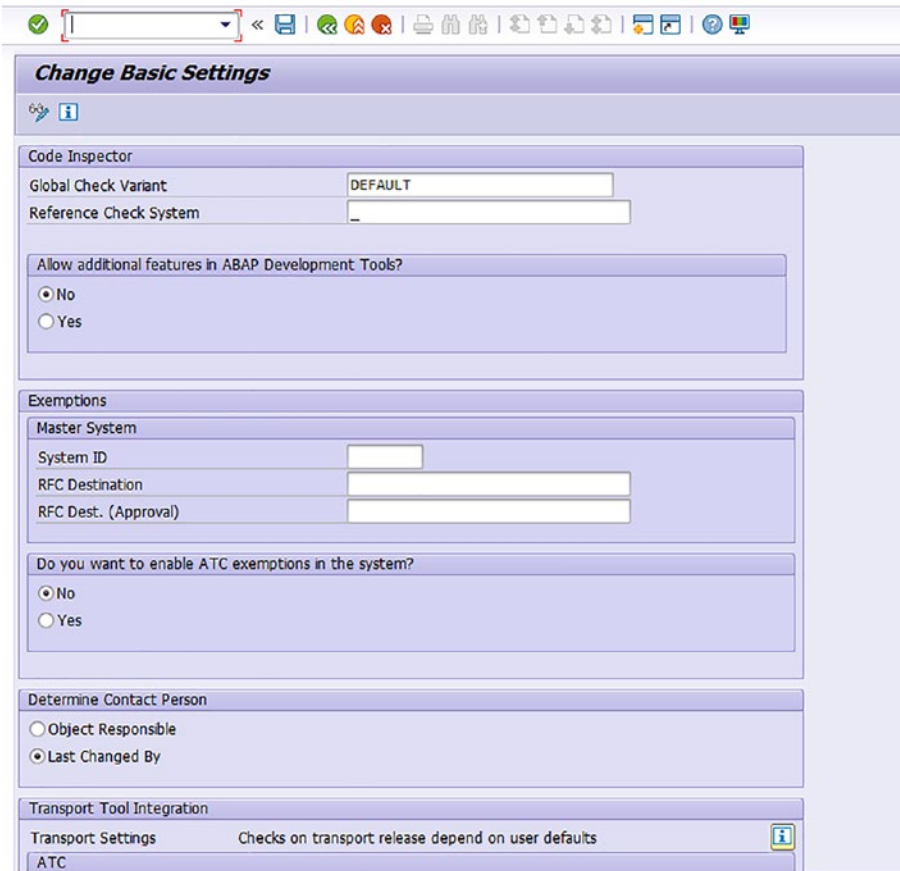 Change Basic Settings
Code Inspector
Global Check Variant DEFAULT
Reference Check System _
Allow additional features in ABAP Development Tools?
No
Yes
Exemptions
Master System
System ID
RFC Destination
RFC Dest. (Approval)
Do you want to enable ATC exemptions in the system?
No
Yes
Determine Contact Person
Object Responsible
Last Changed By
Transport Tool Integration
Transport Settings Checks on transport release depend on user defaults
ATC